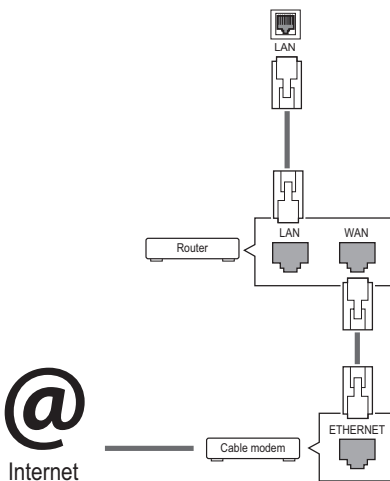 LAN
LAN WAN
Router
ETHERNET
@
Cable modem
Internet